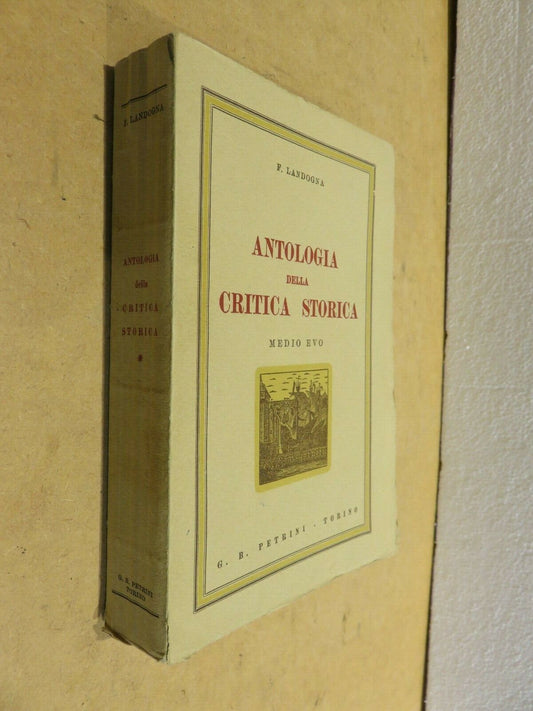 F. LANDOGNA
ANTOLOGIA
della
CRITICA
STORICA
*
G. B. PETRINI
TORINO
F. LANDOGNA
ANTOLOGIA
DELLA
CRITICA STORICA
MEDIO EVO
G. B. PETRINI - TORINO